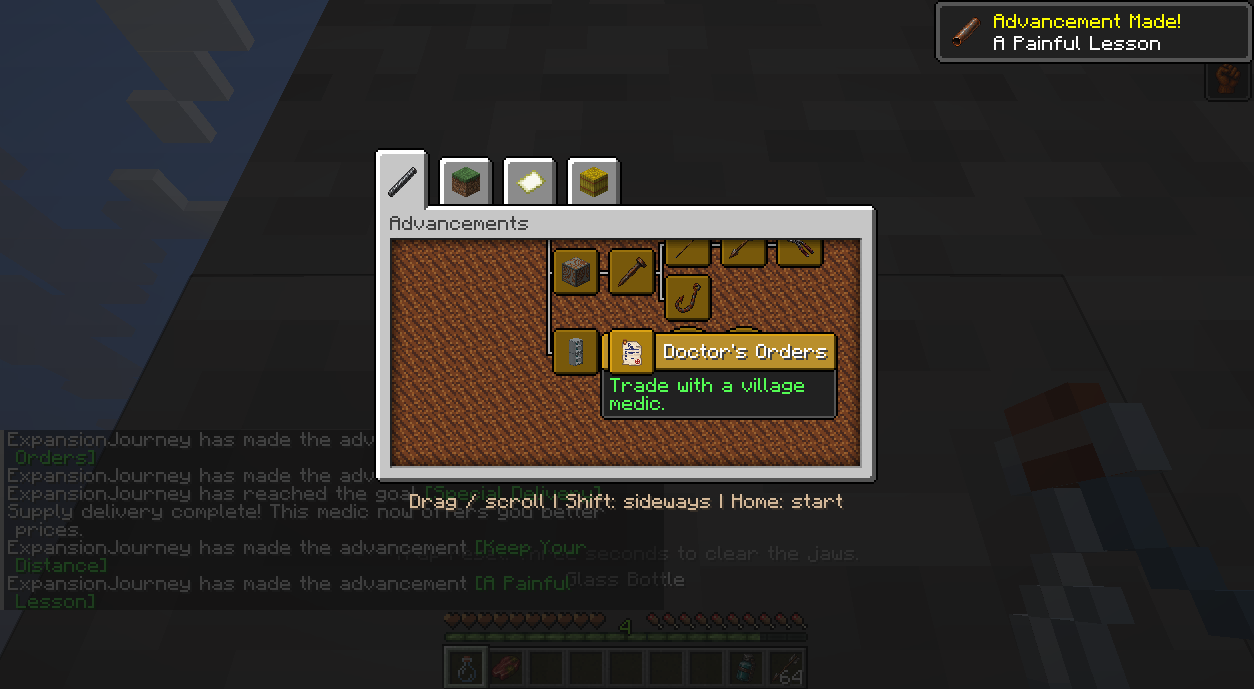 Advancement Made!
A Painful Lesson
Advancements
Doctor's Orders
Trade with a village
medic.
ExpansionJourney has made the adv
Orders]
ExpansionJourney has made the adv
ExpansionJourney has reached the goal [Special Delivery]
Drag / scroll | Shift: sideways | Home: start
Supply delivery complete! This medic now offers you better
prices.
ExpansionJourney has made the advancement [Keep Your
Distance]
seconds to clear the jaws.
ExpansionJourney has made the advancement [A Painful
Lesson]
Glass Bottle
4
64